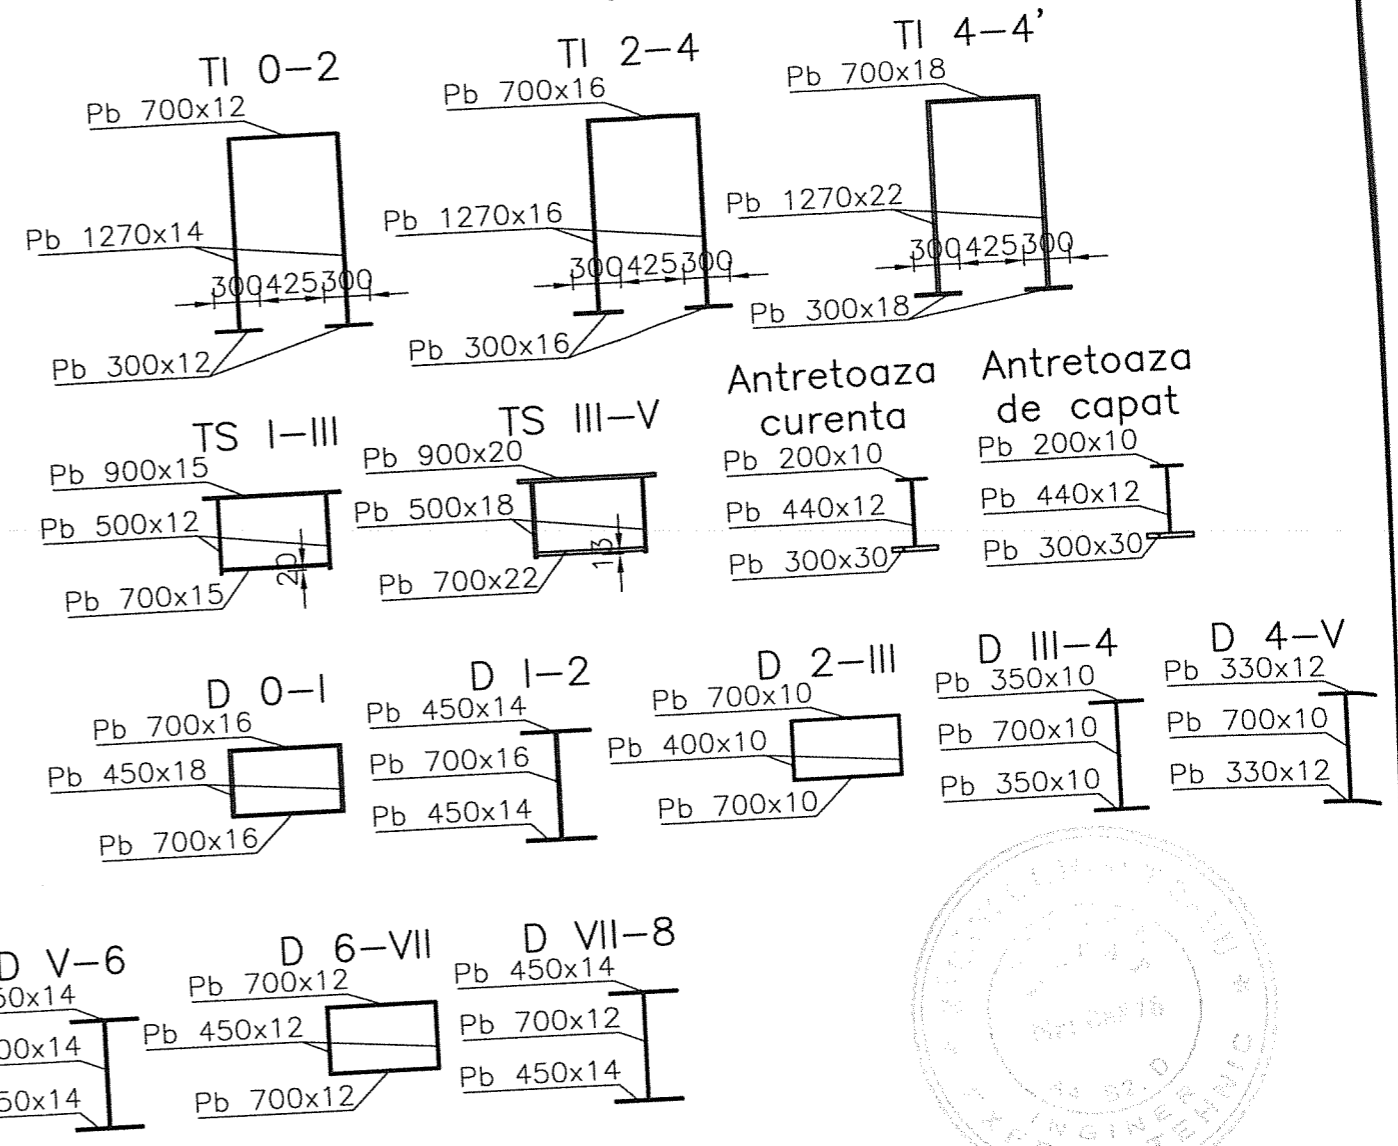 TI 0-2
Pb 700x12
Pb 1270x14
300 425 300
Pb 300x12
TI 2-4
Pb 700x16
Pb 1270x16
300 425 300
Pb 300x16
TI 4-4'
Pb 700x18
Pb 1270x22
300 425 300
Pb 300x18
TS I-III
Pb 900x15
Pb 500x12
20
Pb 700x15
TS III-V
Pb 900x20
Pb 500x18
13
Pb 700x22
Antretoaza
curenta
Pb 200x10
Pb 440x12
Pb 300x30
Antretoaza
de capat
Pb 200x10
Pb 440x12
Pb 300x30
D 0-I
Pb 700x16
Pb 450x18
Pb 700x16
D I-2
Pb 450x14
Pb 700x16
Pb 450x14
D 2-III
Pb 700x10
Pb 400x10
Pb 700x10
D III-4
Pb 350x10
Pb 700x10
Pb 350x10
D 4-V
Pb 330x12
Pb 700x10
Pb 330x12
D V-6
50x14
00x14
50x14
D 6-VII
Pb 700x12
Pb 450x12
Pb 700x12
D VII-8
Pb 450x14
Pb 700x12
Pb 450x14
INGINER